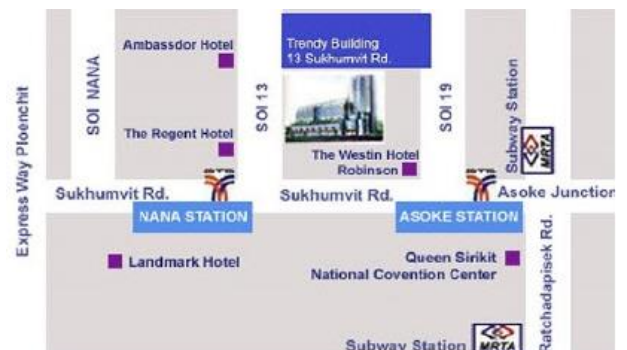 Ambassdor Hotel
Trendy Building
13 Sukhumvit Rd.
SOI NANA
SOI 13
SOI 19
Subway Station
MRTA
Express Way Ploenchit
The Regent Hotel
The Westin Hotel
Robinson
Sukhumvit Rd.
Sukhumvit Rd.
Asoke Junction
NANA STATION
ASOKE STATION
Landmark Hotel
Queen Sirikit
National Covention Center
Ratchadapisek Rd.
Subway Station
MRTA